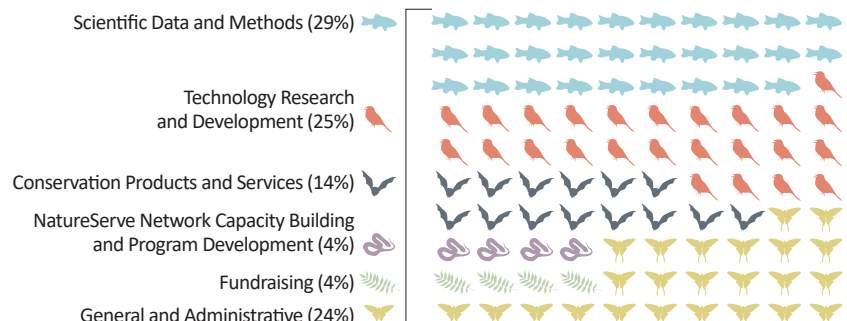 Scientific Data and Methods (29%)
Technology Research
and Development (25%)
Conservation Products and Services (14%)
NatureServe Network Capacity Building
and Program Development (4%)
Fundraising (4%)
General and Administrative (24%)